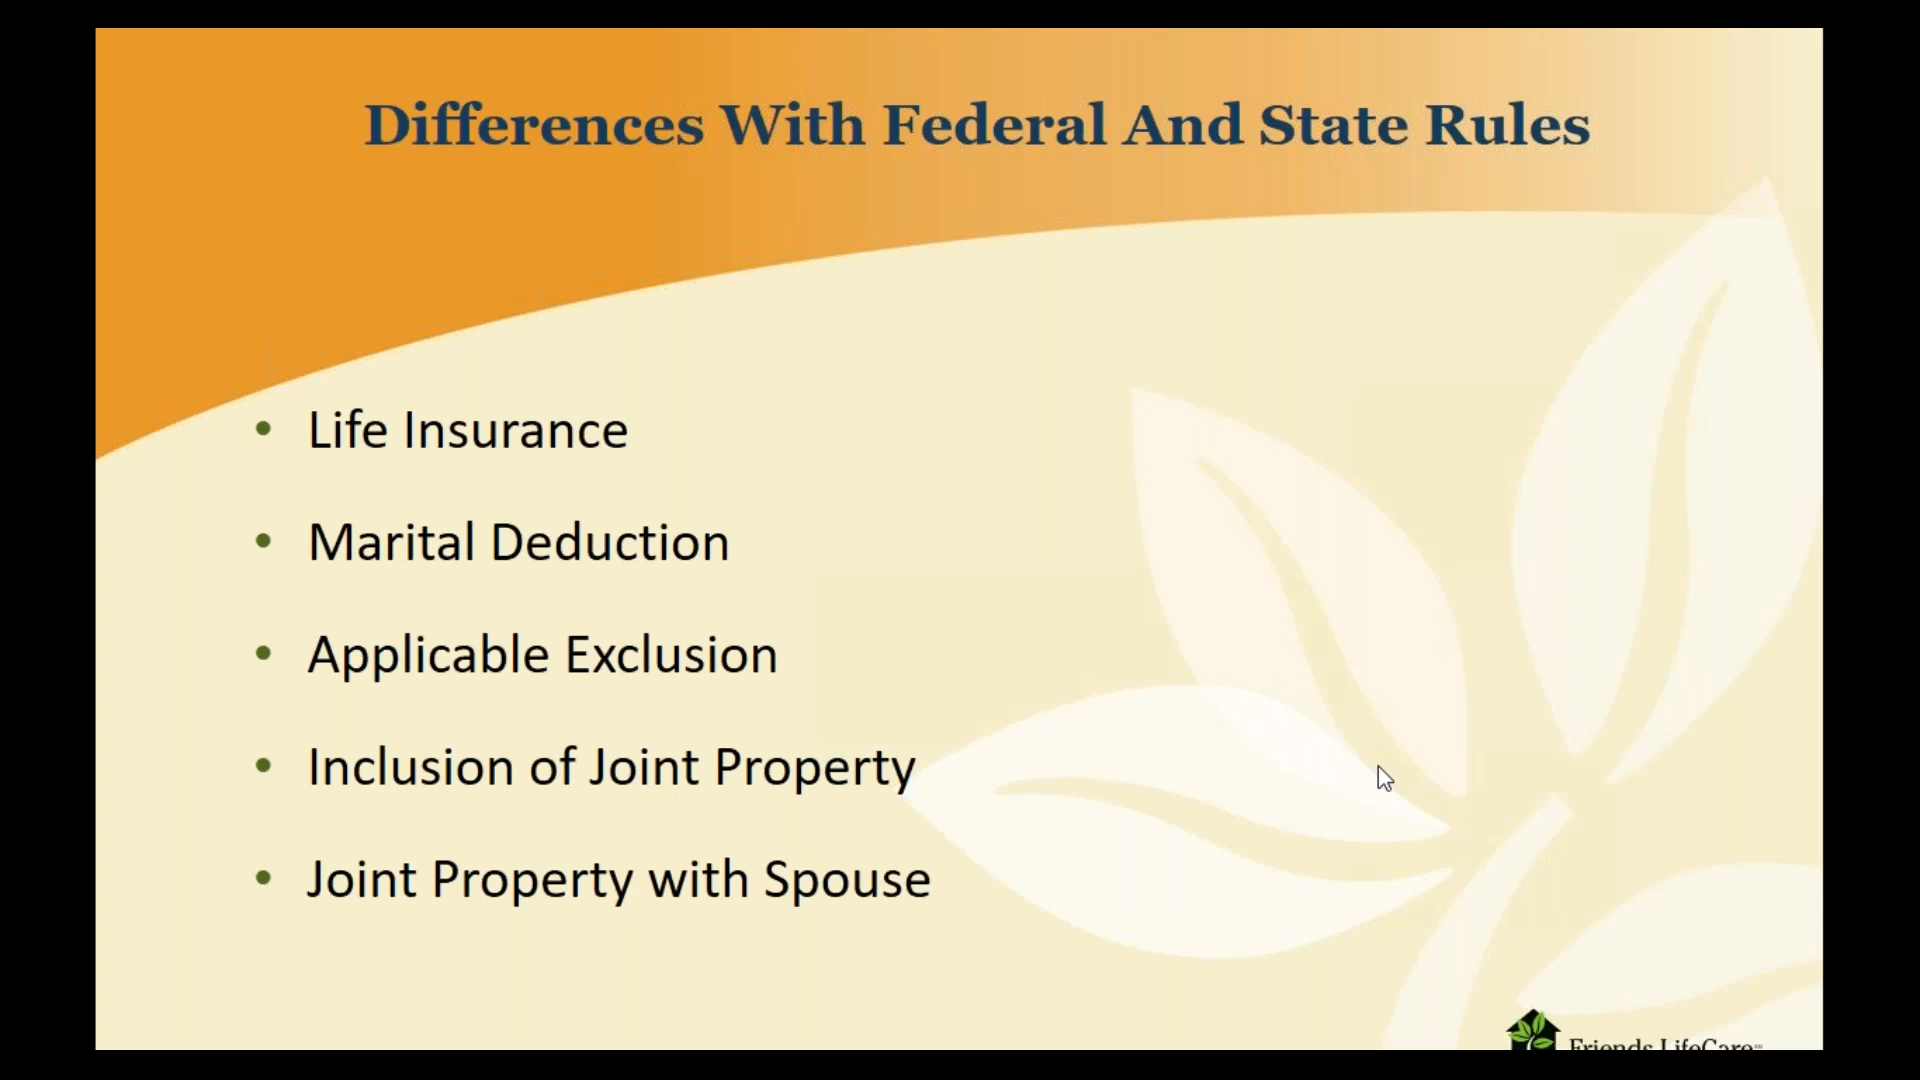 Differences With Federal And State Rules
• Life Insurance
• Marital Deduction
• Applicable Exclusion
• Inclusion of Joint Property
• Joint Property with Spouse
Friends LifeCare